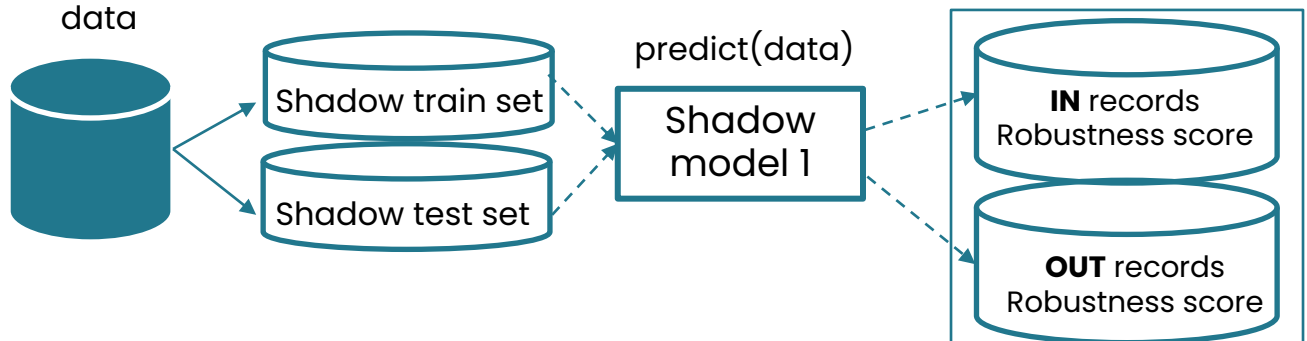 data
Shadow train set
Shadow test set
predict(data)
Shadow
model 1
IN records
Robustness score
OUT records
Robustness score